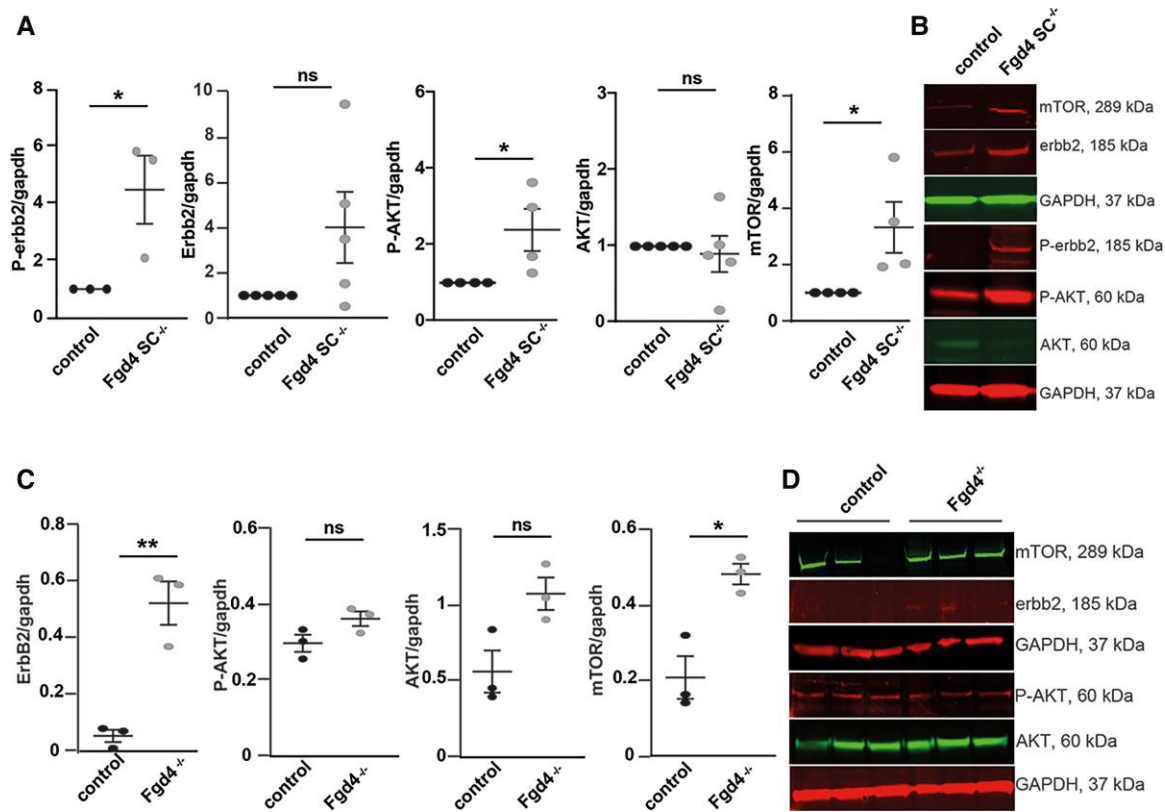 A
P-erbb2/gapdh
8
6
4
2
0
*
control
Fgd4 SC-/-
Erbb2/gapdh
10
8
6
4
2
0
ns
control
Fgd4 SC-/-
P-AKT/gapdh
6
4
2
0
*
control
Fgd4 SC-/-
AKT/gapdh
3
2
1
0
ns
control
Fgd4 SC-/-
mTOR/gapdh
8
6
4
2
0
*
control
Fgd4 SC-/-
B
control
Fgd4 SC-/-
mTOR, 289 kDa
erbb2, 185 kDa
GAPDH, 37 kDa
P-erbb2, 185 kDa
P-AKT, 60 kDa
AKT, 60 kDa
GAPDH, 37 kDa
C
ErbB2/gapdh
0.8
0.6
0.4
0.2
0
**
control
Fgd4-/-
P-AKT/gapdh
0.6
0.4
0.2
0
ns
control
Fgd4-/-
AKT/gapdh
1.5
1
0.5
0
ns
control
Fgd4-/-
mTOR/gapdh
0.6
0.4
0.2
0
*
control
Fgd4-/-
D
control
Fgd4-/-
mTOR, 289 kDa
erbb2, 185 kDa
GAPDH, 37 kDa
P-AKT, 60 kDa
AKT, 60 kDa
GAPDH, 37 kDa